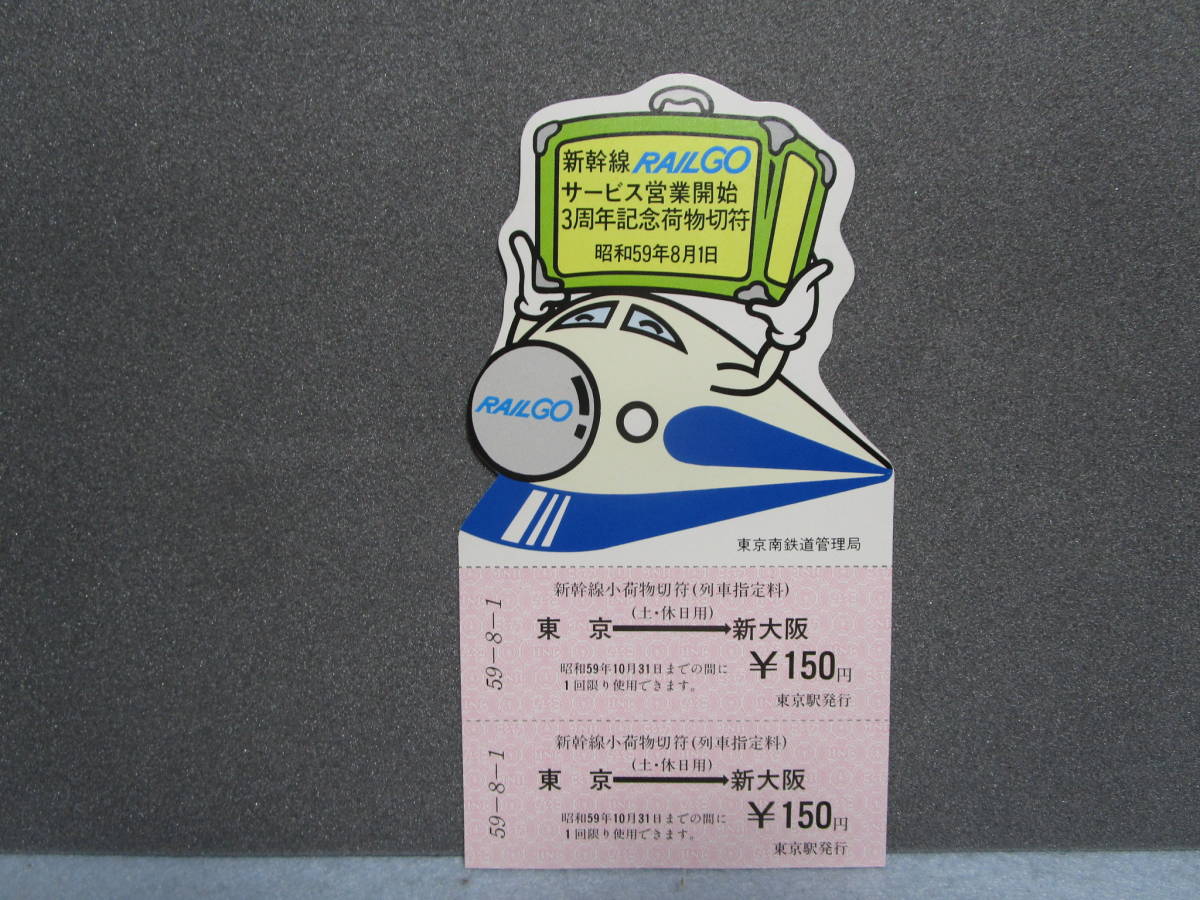 新幹線 RAILGO
サービス営業開始
3周年記念荷物切符
昭和59年8月1日
RAILGO
東京南鉄道管理局
59-8-1
新幹線小荷物切符(列車指定料)
(土・休日用)
東 京 → 新大阪
昭和59年10月31日までの間に
1回限り使用できます。
¥150円
東京駅発行
59-8-1
新幹線小荷物切符(列車指定料)
(土・休日用)
東 京 → 新大阪
昭和59年10月31日までの間に
1回限り使用できます。
¥150円
東京駅発行